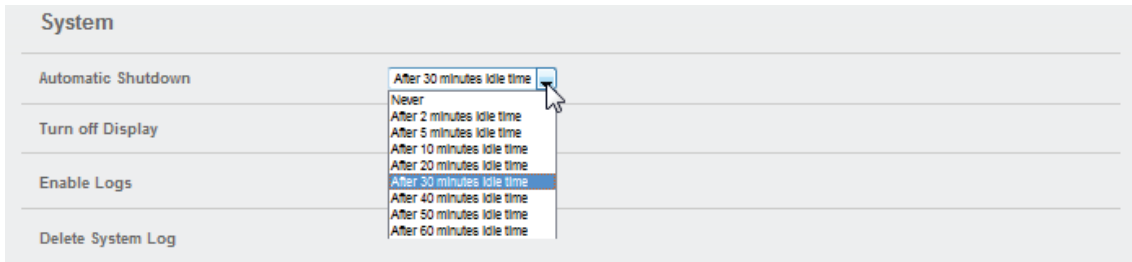 System
Automatic Shutdown
After 30 minutes idle time
Never
After 2 minutes idle time
Turn off Display
After 5 minutes idle time
After 10 minutes idle time
After 20 minutes idle time
Enable Logs
After 30 minutes idle time
After 40 minutes idle time
After 50 minutes idle time
Delete System Log
After 60 minutes idle time